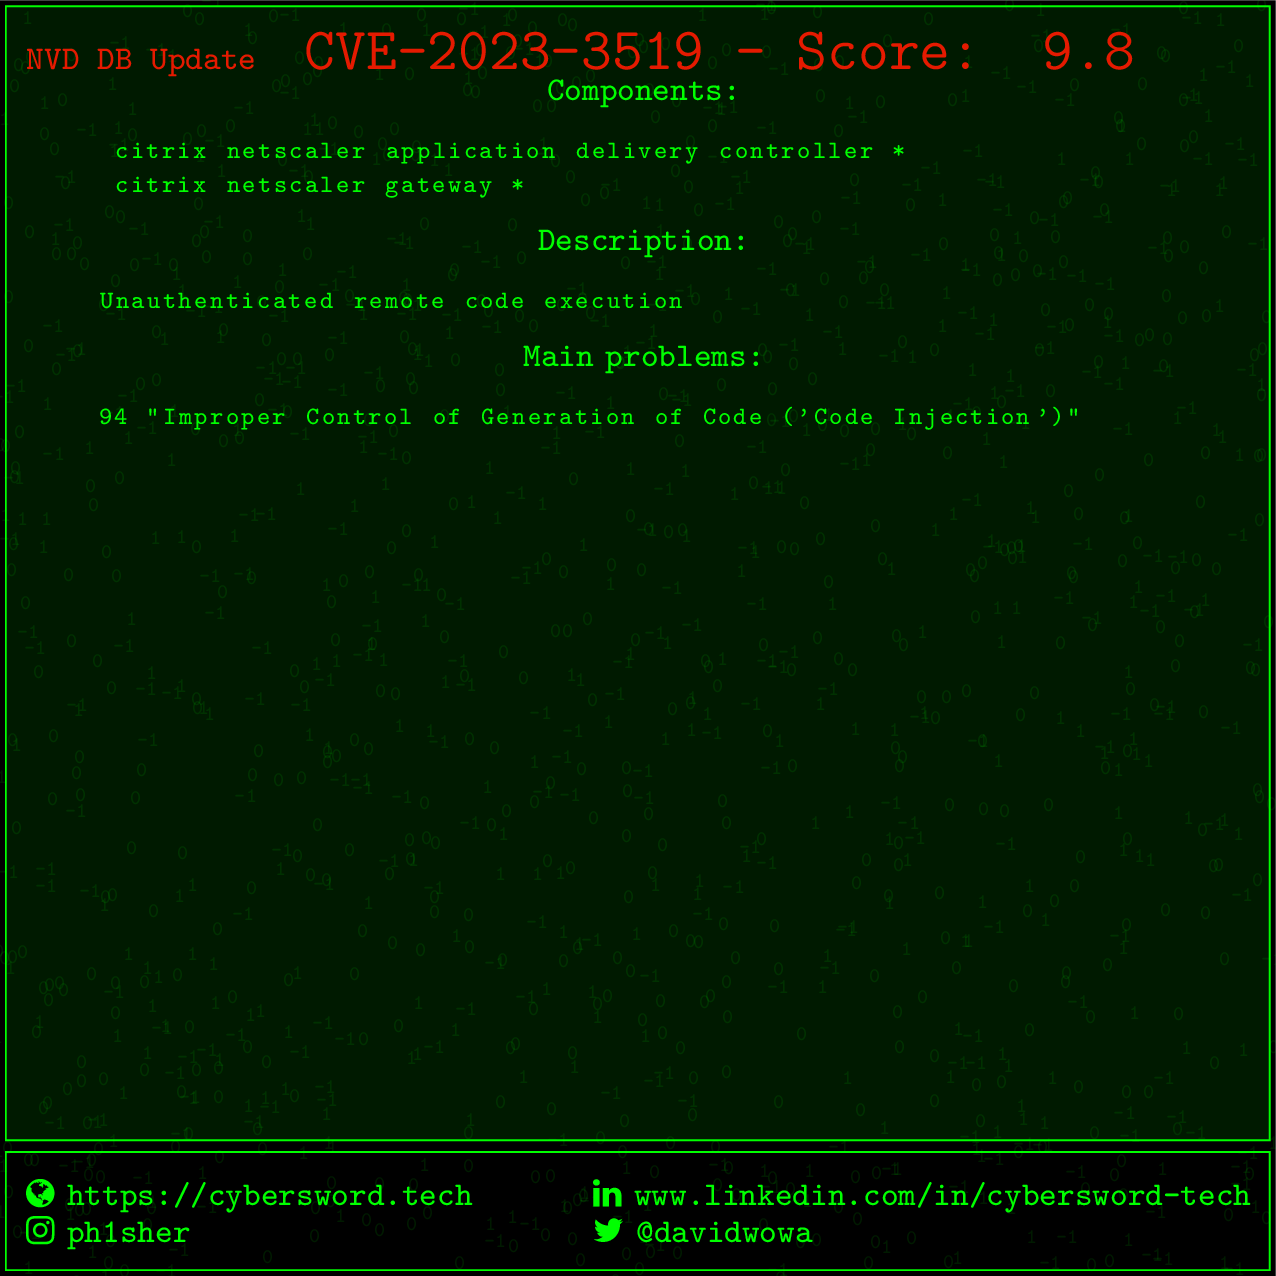 NVD DB Update CVE-2023-3519 - Score: 9.8
Components:
citrix netscaler application delivery controller *
citrix netscaler gateway *
Description:
Unauthenticated remote code execution
Main problems:
94 "Improper Control of Generation of Code ('Code Injection')"
https://cybersword.tech
www.linkedin.com/in/cybersword-tech
ph1sher
@davidwowa